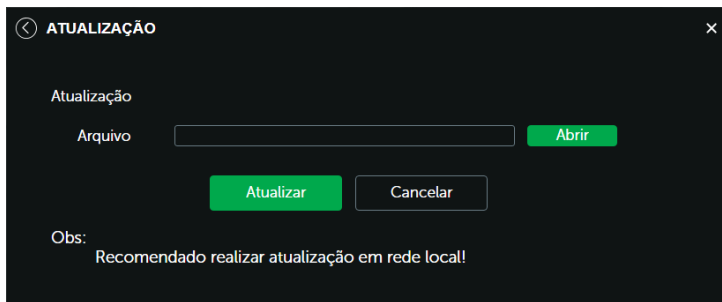 ATUALIZAÇÃO
Atualização
Arquivo Abrir
Atualizar Cancelar
Obs:
Recomendado realizar atualização em rede local!